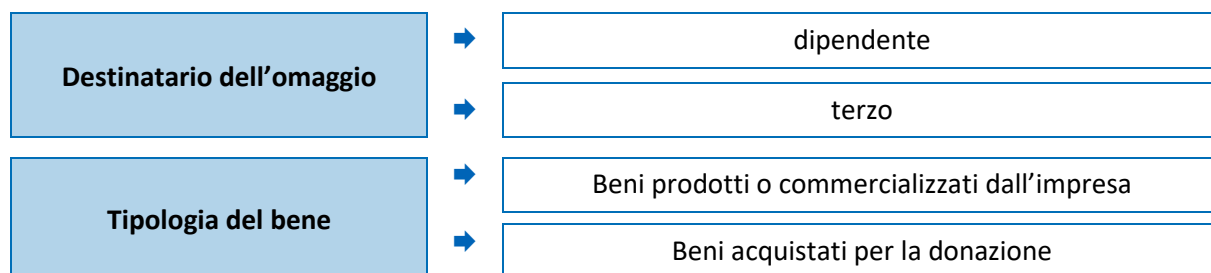 Destinatario dell’omaggio
dipendente
terzo
Tipologia del bene
Beni prodotti o commercializzati dall’impresa
Beni acquistati per la donazione